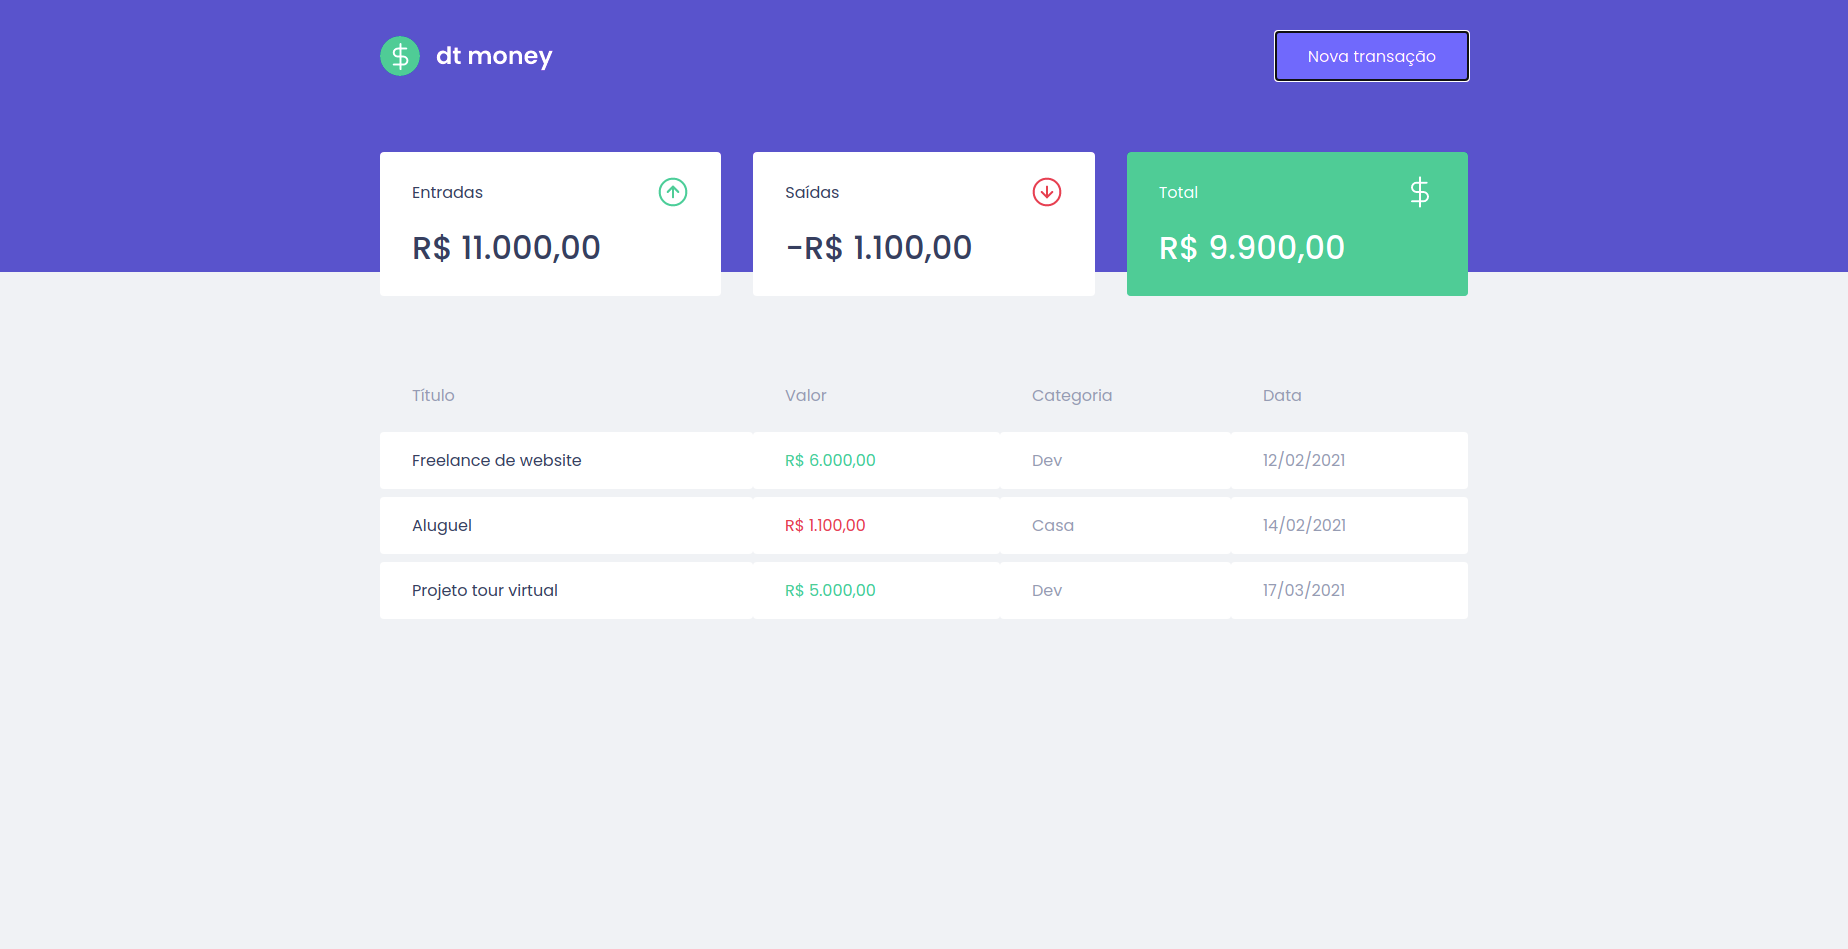 dt money
Nova transação
Entradas
R$ 11.000,00
Saídas
-R$ 1.100,00
Total
R$ 9.900,00
Título Valor Categoria Data
Freelance de website R$ 6.000,00 Dev 12/02/2021
Aluguel R$ 1.100,00 Casa 14/02/2021
Projeto tour virtual R$ 5.000,00 Dev 17/03/2021